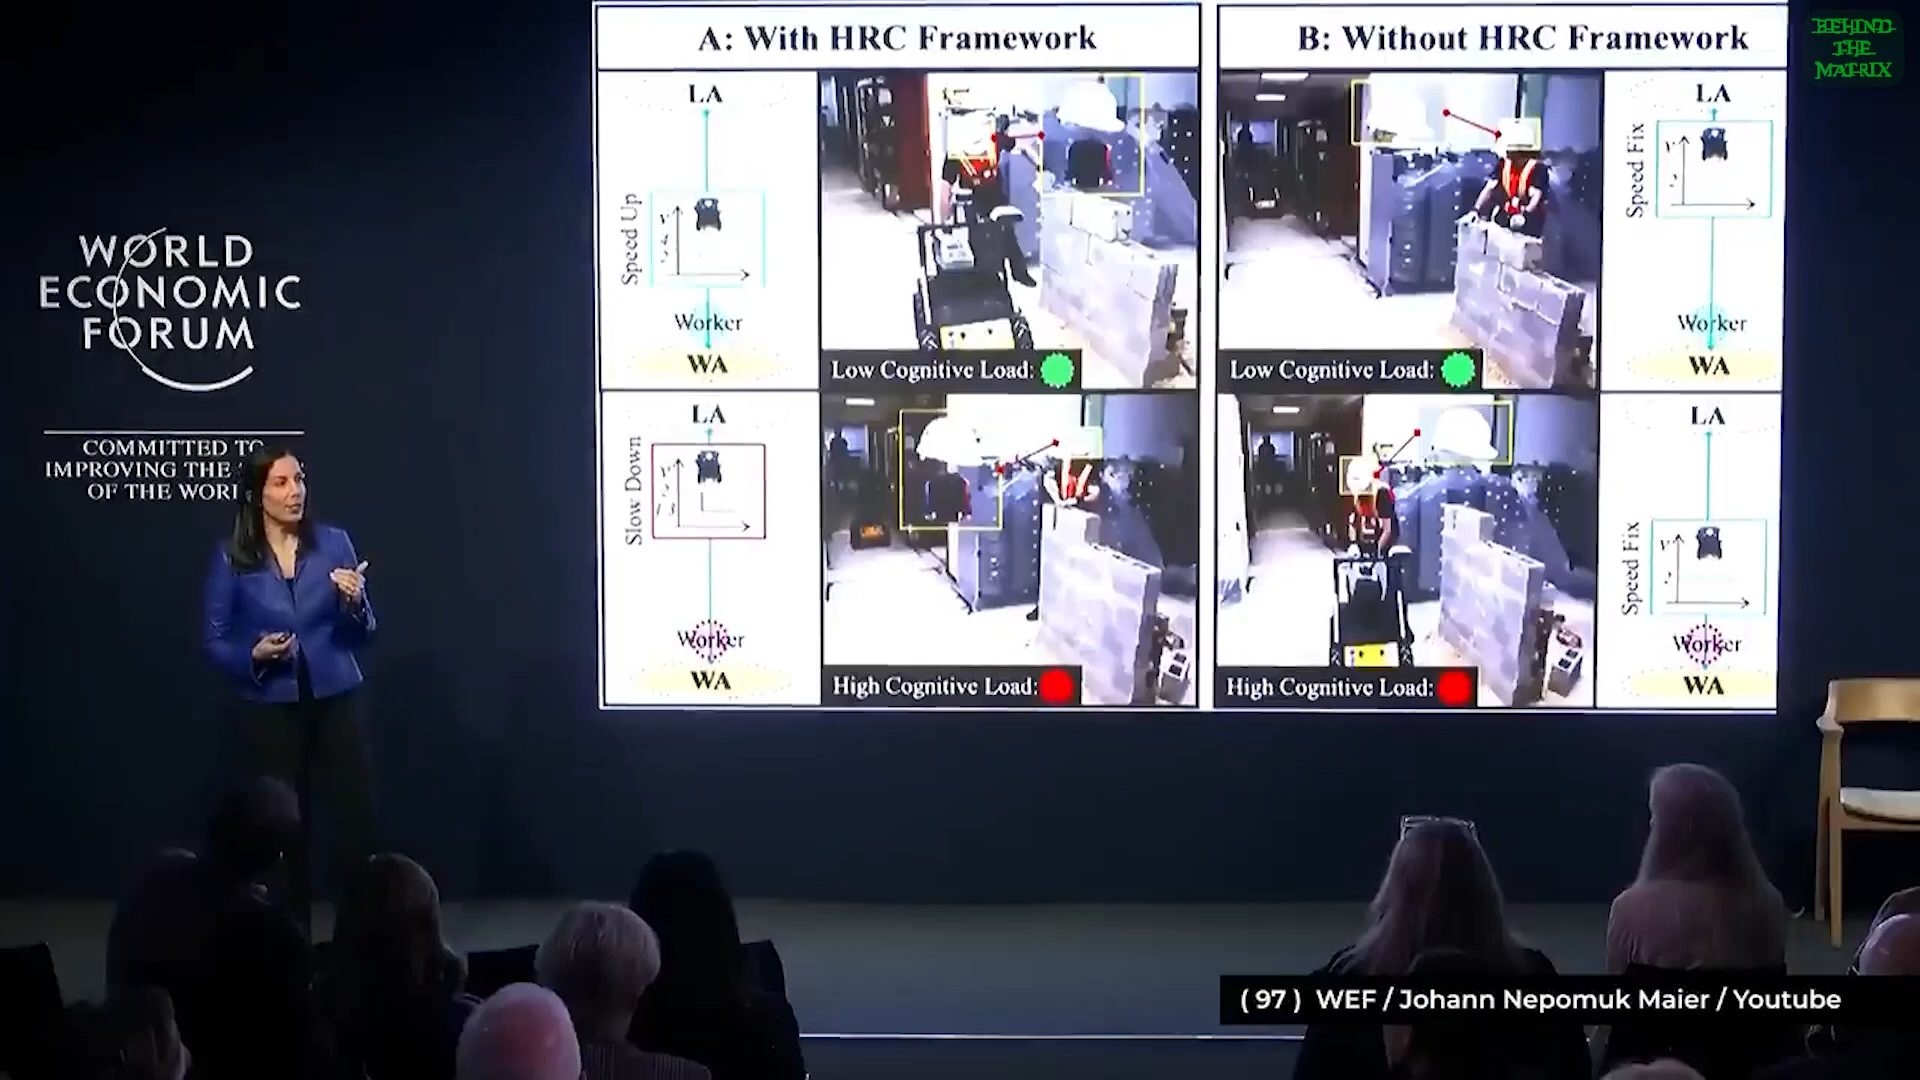 BEHIND
THE
MATRIX
WORLD
ECONOMIC
FORUM
COMMITTED TO
IMPROVING THE
OF THE
A: With HRC Framework
LA
Speed Up
Worker
WA
Low Cognitive Load:
LA
Slow Down
Worker
WA
High Cognitive Load:
B: Without HRC Framework
LA
Speed Fix
Worker
WA
Low Cognitive Load:
LA
Speed Fix
Worker
WA
High Cognitive Load:
( 97 ) WEF / Johann Nepomuk Maier / Youtube